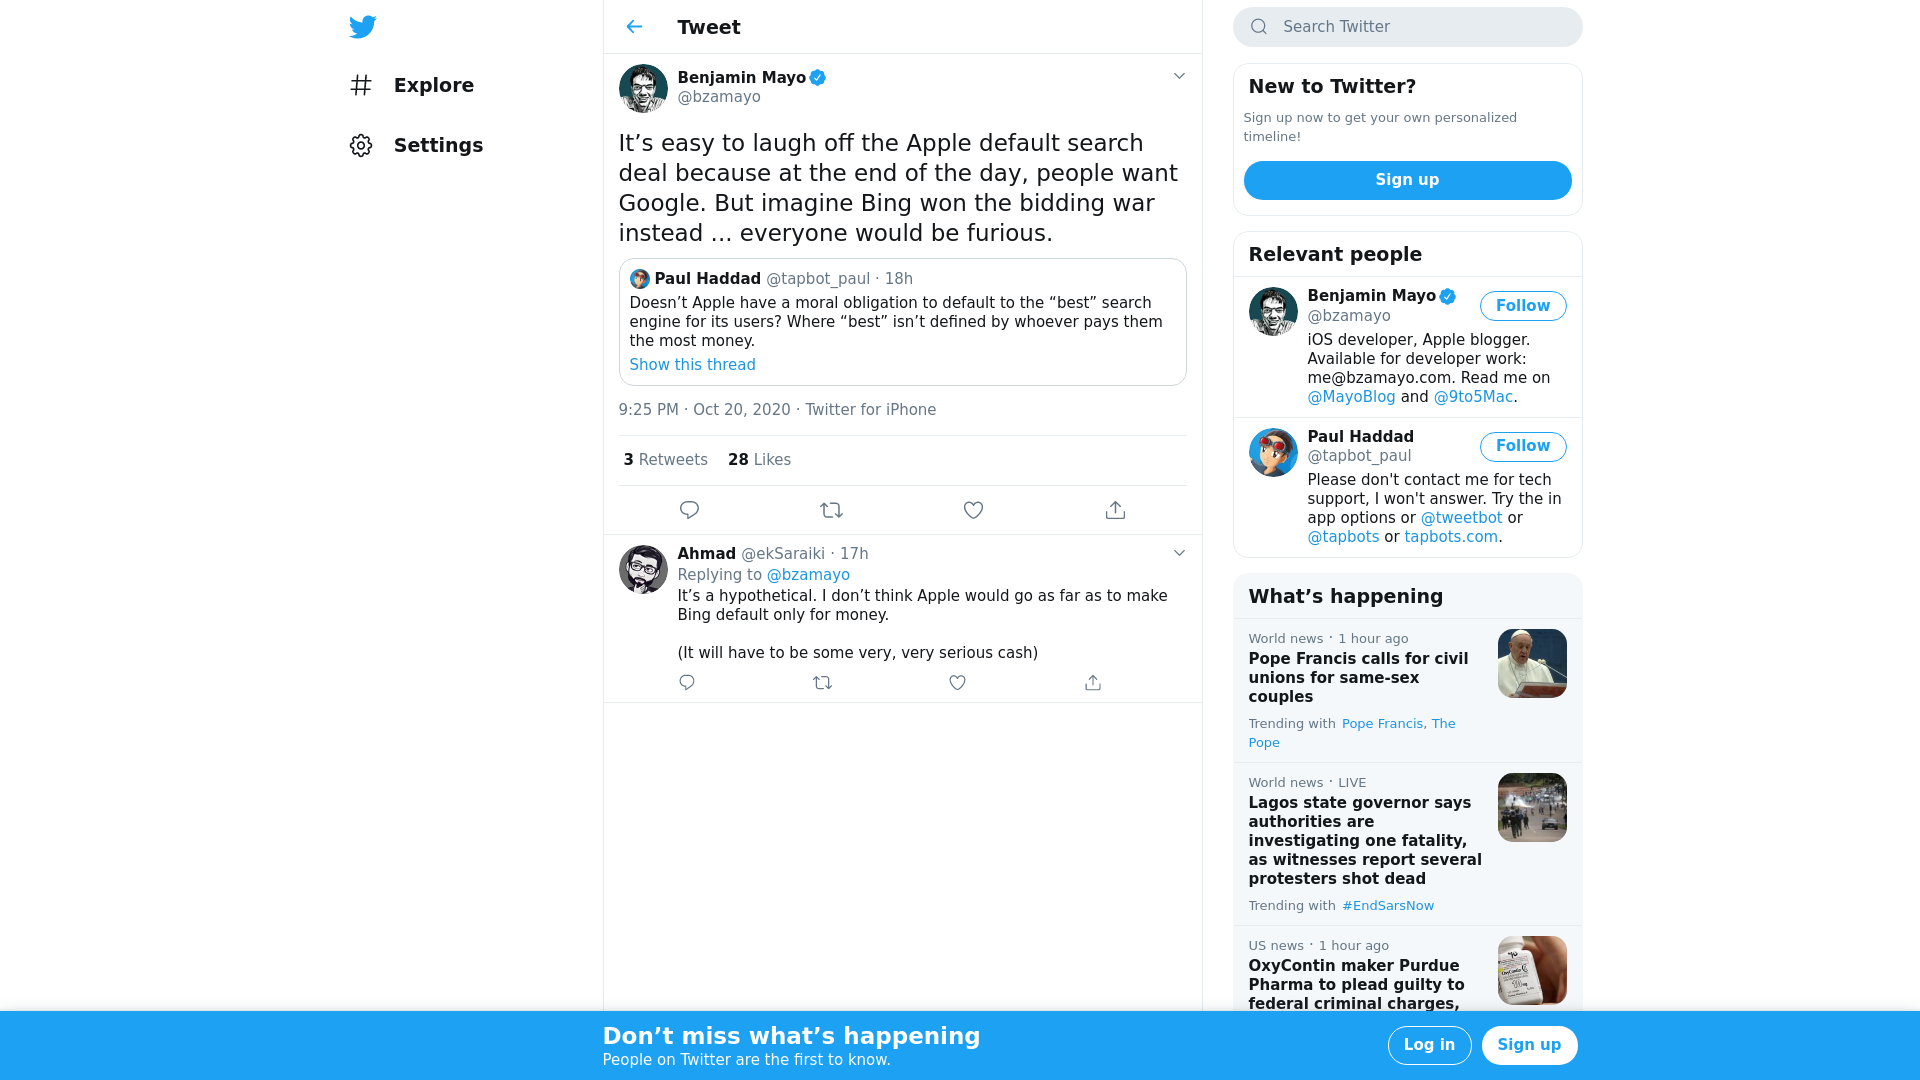 Explore
Settings
Tweet
Benjamin Mayo
@bzamayo
It’s easy to laugh off the Apple default search
deal because at the end of the day, people want
Google. But imagine Bing won the bidding war
instead ... everyone would be furious.
Paul Haddad @tapbot_paul · 18h
Doesn’t Apple have a moral obligation to default to the “best” search
engine for its users? Where “best” isn’t defined by whoever pays them
the most money.
Show this thread
9:25 PM · Oct 20, 2020 · Twitter for iPhone
3 Retweets 28 Likes
Ahmad @ekSaraiki · 17h
Replying to @bzamayo
It’s a hypothetical. I don’t think Apple would go as far as to make
Bing default only for money.
(It will have to be some very, very serious cash)
Search Twitter
New to Twitter?
Sign up now to get your own personalized
timeline!
Sign up
Relevant people
Benjamin Mayo
@bzamayo
Follow
iOS developer, Apple blogger.
Available for developer work:
me@bzamayo.com. Read me on
@MayoBlog and @9to5Mac.
Paul Haddad
@tapbot_paul
Follow
Please don't contact me for tech
support, I won't answer. Try the in
app options or @tweetbot or
@tapbots or tapbots.com.
What’s happening
World news · 1 hour ago
Pope Francis calls for civil
unions for same-sex
couples
Trending with Pope Francis, The
Pope
World news · LIVE
Lagos state governor says
authorities are
investigating one fatality,
as witnesses report several
protesters shot dead
Trending with #EndSarsNow
US news · 1 hour ago
OxyContin maker Purdue
Pharma to plead guilty to
federal criminal charges,
Don’t miss what’s happening
People on Twitter are the first to know.
Log in
Sign up